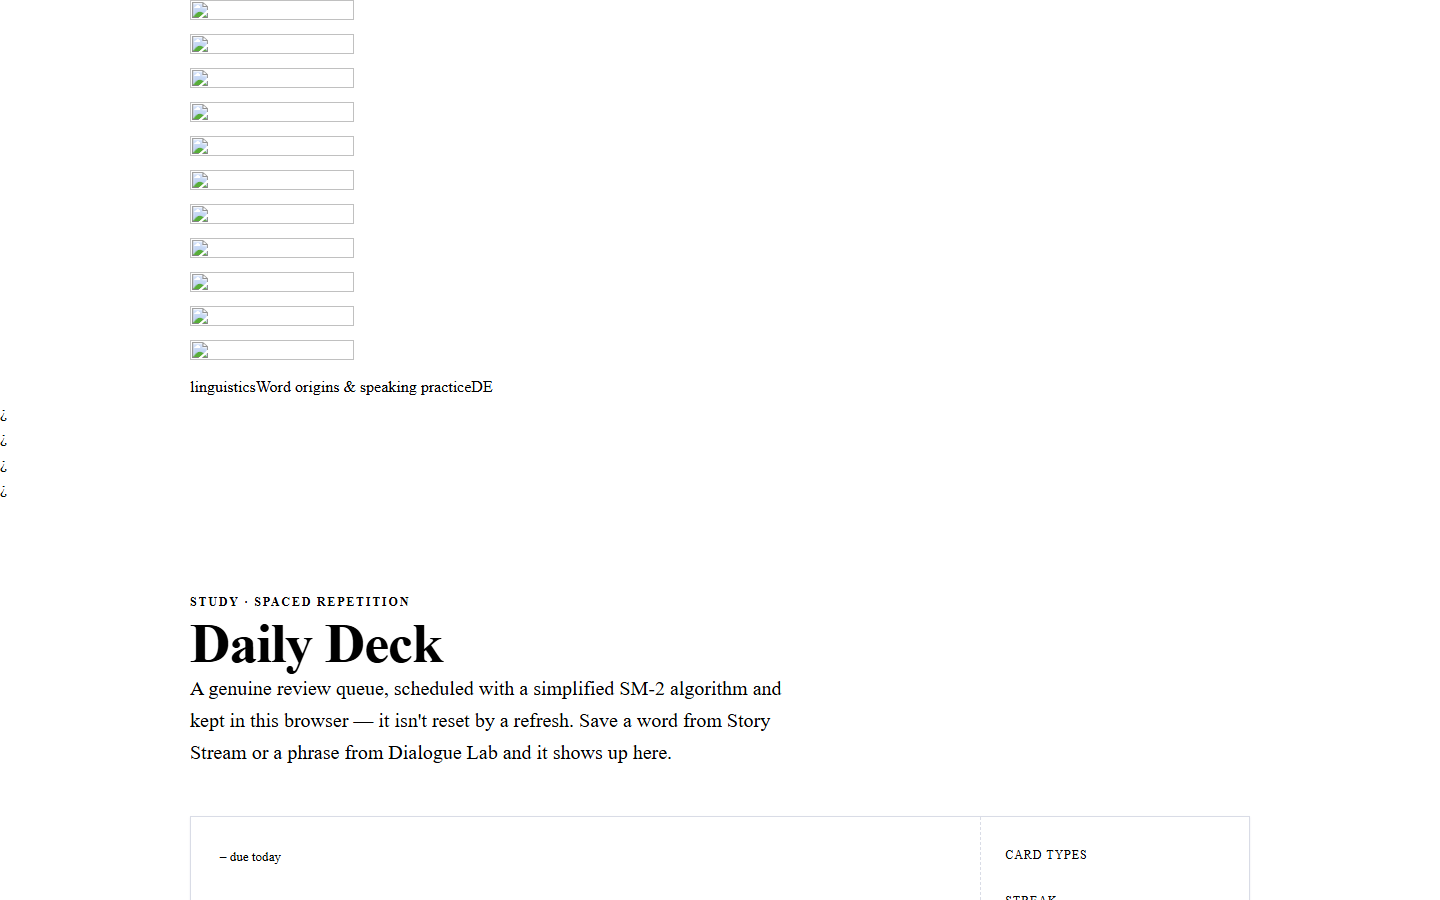 linguisticsWord origins & speaking practiceDE
¿
¿
¿
¿
STUDY · SPACED REPETITION
Daily Deck
A genuine review queue, scheduled with a simplified SM-2 algorithm and
kept in this browser — it isn't reset by a refresh. Save a word from Story
Stream or a phrase from Dialogue Lab and it shows up here.
– due today
CARD TYPES
STREAK